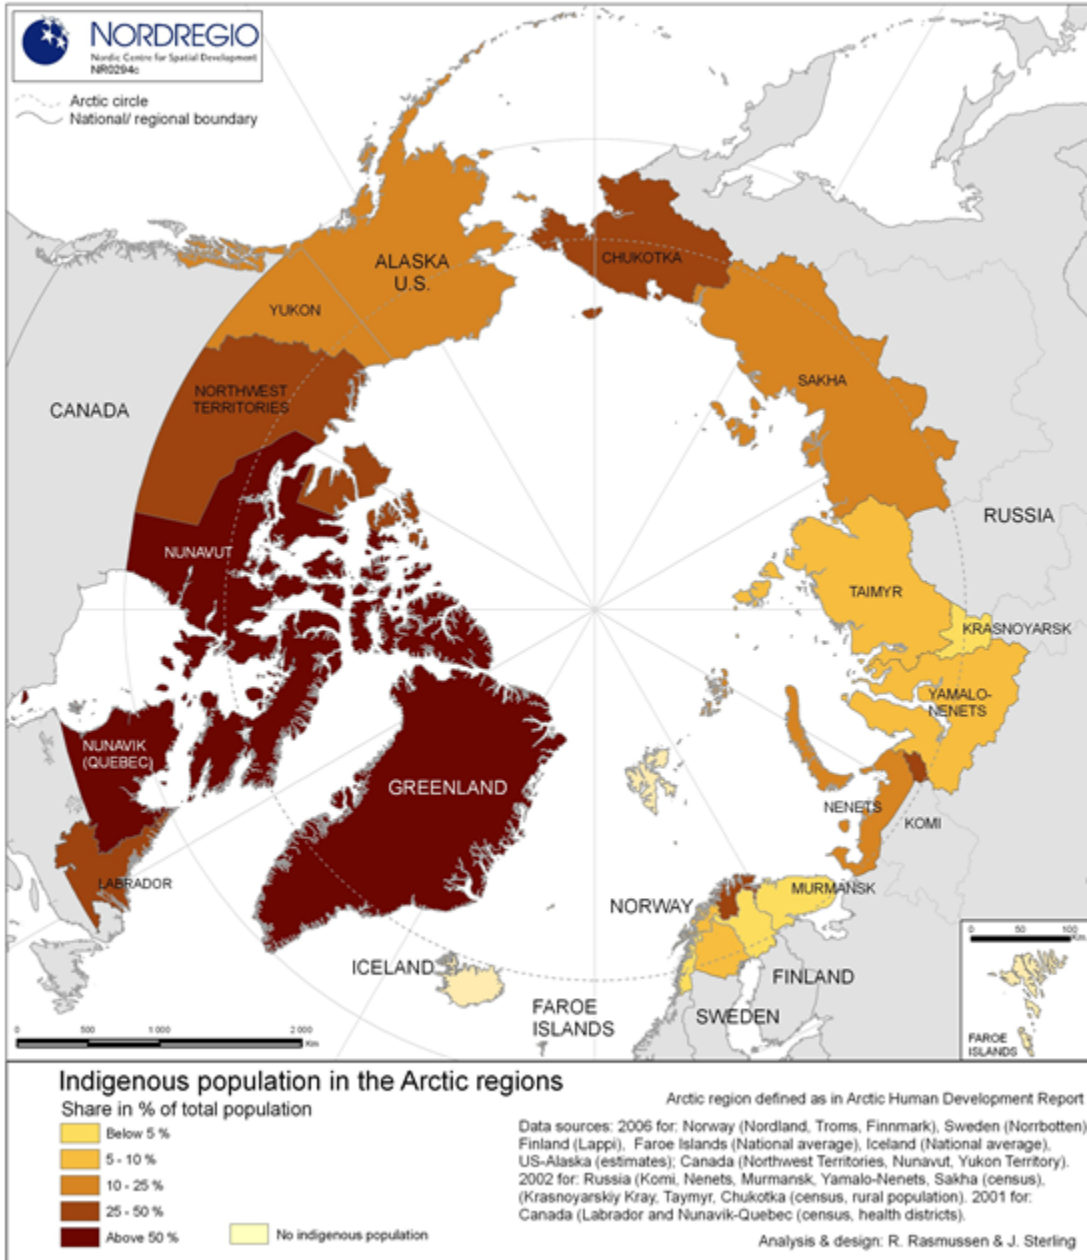 NORDREGIO
Nordic Centre for Spatial Development
NR0294c
Arctic circle
National/ regional boundary
ALASKA
U.S.
CHUKOTKA
YUKON
NORTHWEST
TERRITORIES
SAKHA
CANADA
RUSSIA
NUNAVUT
TAIMYR
KRASNOYARSK
YAMALO-
NENETS
NUNAVIK
(QUEBEC)
GREENLAND
NENETS
KOMI
LABRADOR
MURMANSK
NORWAY
ICELAND
FINLAND
FAROE
ISLANDS
SWEDEN
0 50 100
Km
FAROE
ISLANDS
0 500 1 000 2 000
Km
Indigenous population in the Arctic regions
Share in % of total population
Below 5 %
5 - 10 %
10 - 25 %
25 - 50 %
Above 50 %
No indigenous population
Arctic region defined as in Arctic Human Development Report
Data sources: 2006 for: Norway (Nordland, Troms, Finnmark), Sweden (Norrbotten)
Finland (Lappi), Faroe Islands (National average), Iceland (National average),
US-Alaska (estimates); Canada (Northwest Territories, Nunavut, Yukon Territory).
2002 for: Russia (Komi, Nenets, Murmansk, Yamalo-Nenets, Sakha (census),
(Krasnoyarskiy Kray, Taymyr, Chukotka (census, rural population). 2001 for:
Canada (Labrador and Nunavik-Quebec (census, health districts).
Analysis & design: R. Rasmussen & J. Sterling